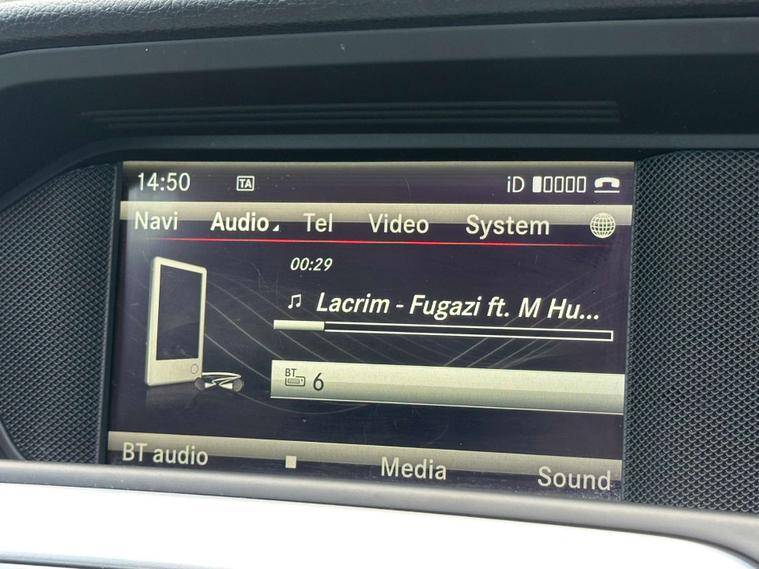 14:50 TA iD
Navi Audio Tel Video System
00:29
Lacrim - Fugazi ft. M Hu...
BT 6
BT audio Media Sound